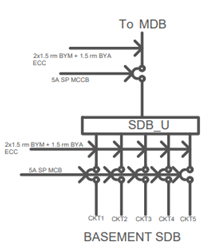 To MDB
2x1.5 rm BYM + 1.5 rm BYA
ECC
5A SP MCCB
SDB_U
2x1.5 rm BYM + 1.5 rm BYA
ECC
5A SP MCCB
CKT1 CKT2 CKT3 CKT4 CKT5
BASEMENT SDB